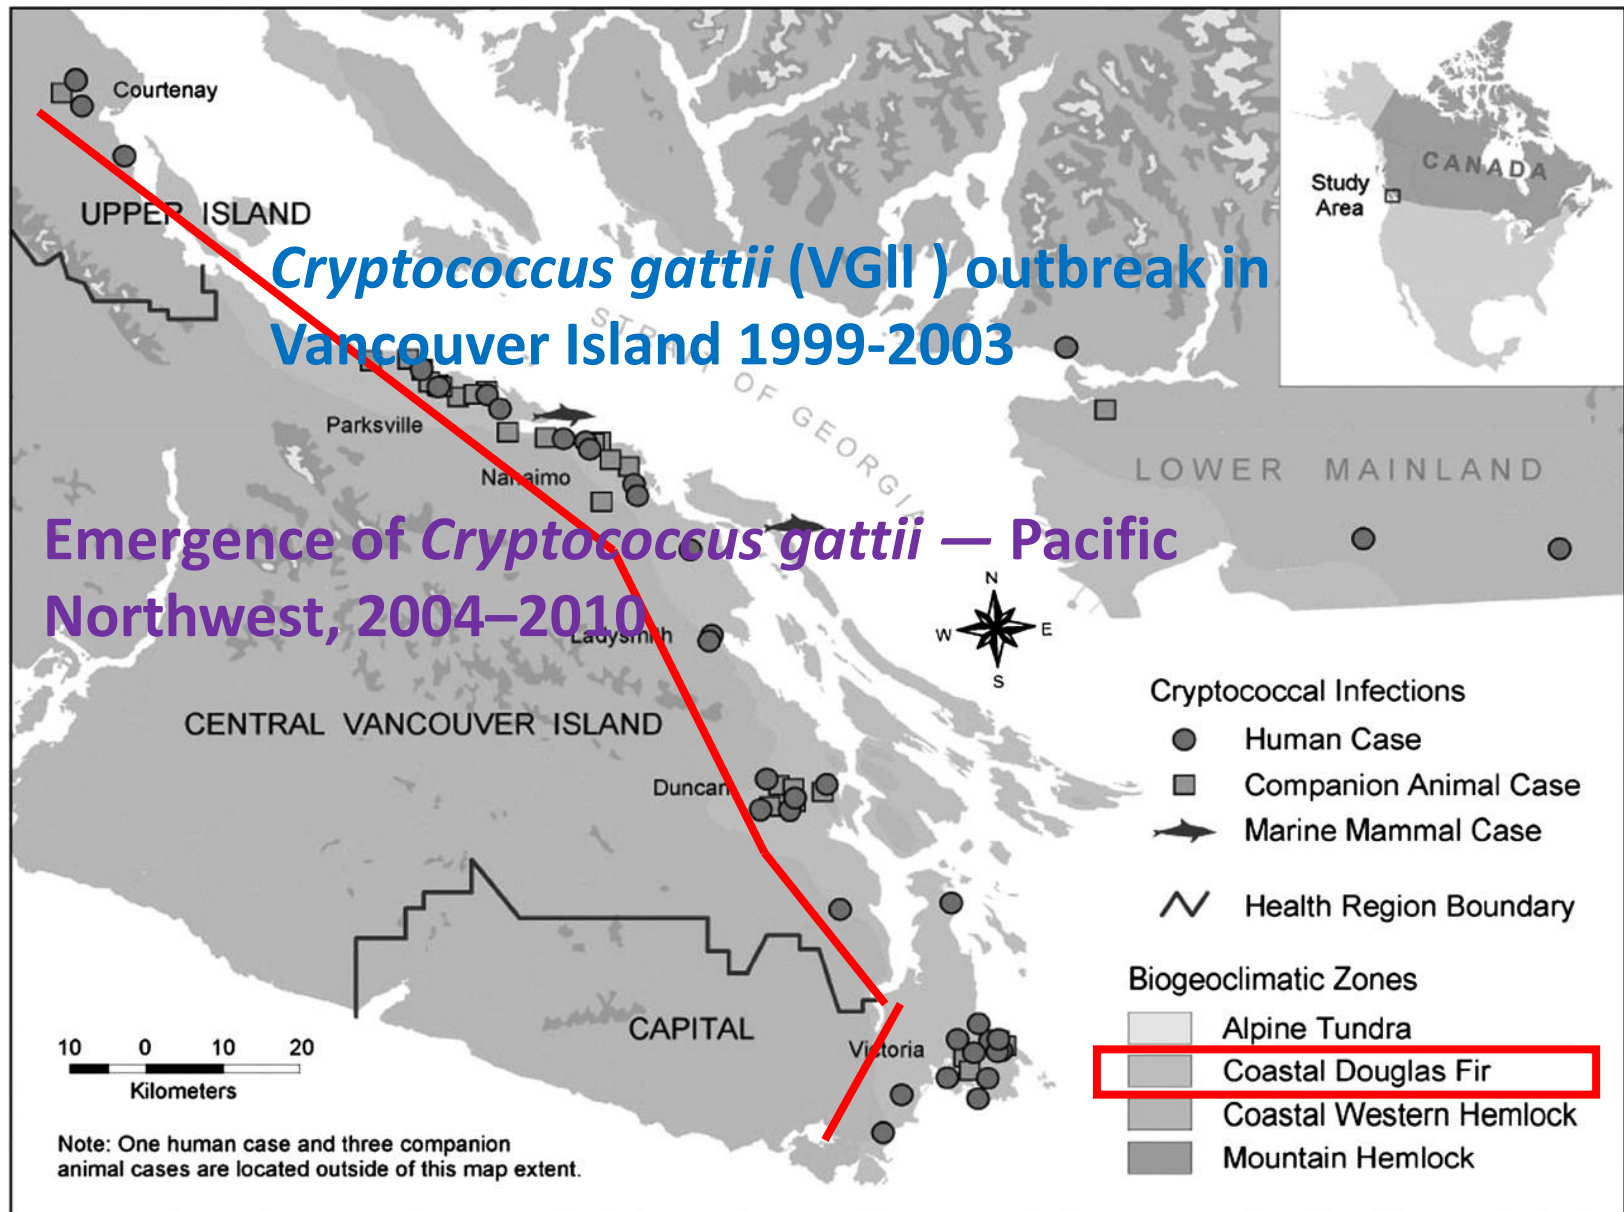 Courtenay
UPPER ISLAND
CANADA
Study
Area
Cryptococcus gattii (VGll ) outbreak in
Vancouver Island 1999-2003
STRAIT OF GEORGIA
Parksville
Nanaimo
LOWER MAINLAND
Emergence of Cryptococcus gattii — Pacific
Northwest, 2004–2010
Ladysmith
N
W E
S
CENTRAL VANCOUVER ISLAND
Duncan
Cryptococcal Infections
Human Case
Companion Animal Case
Marine Mammal Case
Health Region Boundary
CAPITAL
Victoria
Biogeoclimatic Zones
Alpine Tundra
Coastal Douglas Fir
Coastal Western Hemlock
Mountain Hemlock
10 0 10 20
Kilometers
Note: One human case and three companion
animal cases are located outside of this map extent.